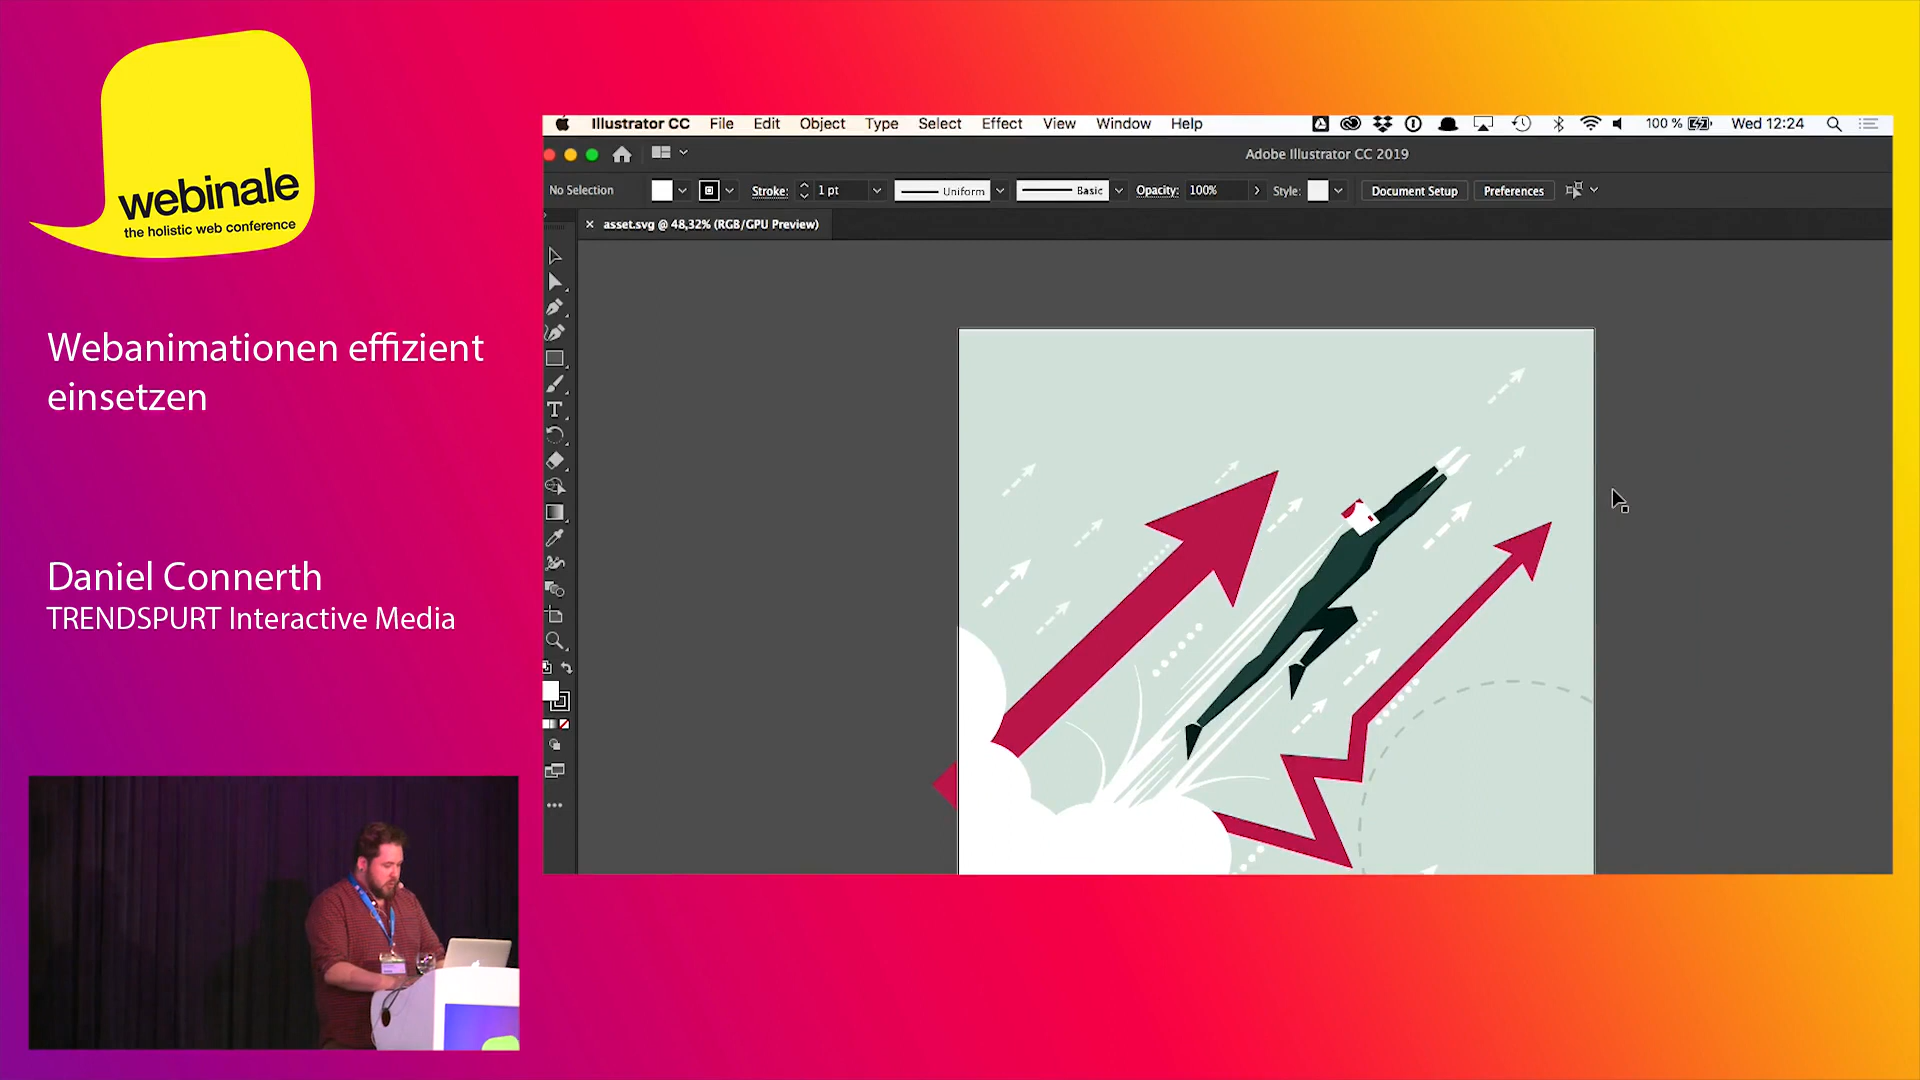 webinale
the holistic web conference
Webanimationen effizient
einsetzen
Daniel Connerth
TRENDSPURT Interactive Media
Illustrator CC File Edit Object Type Select Effect View Window Help 100 % Wed 12:24
Adobe Illustrator CC 2019
No Selection Stroke: 1 pt Uniform Basic Opacity: 100% Style: Document Setup Preferences
× asset.svg @ 48,32% (RGB/GPU Preview)